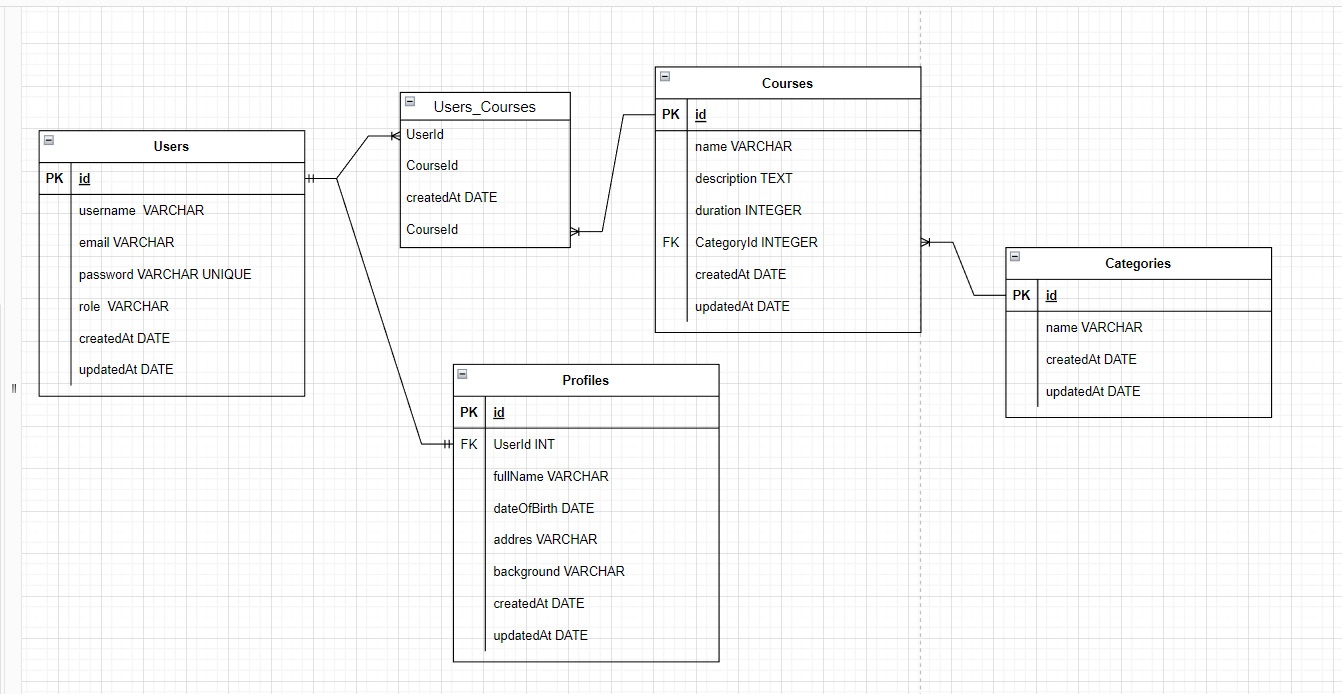 Users
PK id
username VARCHAR
email VARCHAR
password VARCHAR UNIQUE
role VARCHAR
createdAt DATE
updatedAt DATE
Users_Courses
UserId
CourseId
createdAt DATE
CourseId
Courses
PK id
name VARCHAR
description TEXT
duration INTEGER
FK CategoryId INTEGER
createdAt DATE
updatedAt DATE
Categories
PK id
name VARCHAR
createdAt DATE
updatedAt DATE
Profiles
PK id
FK UserId INT
fullName VARCHAR
dateOfBirth DATE
addres VARCHAR
background VARCHAR
createdAt DATE
updatedAt DATE